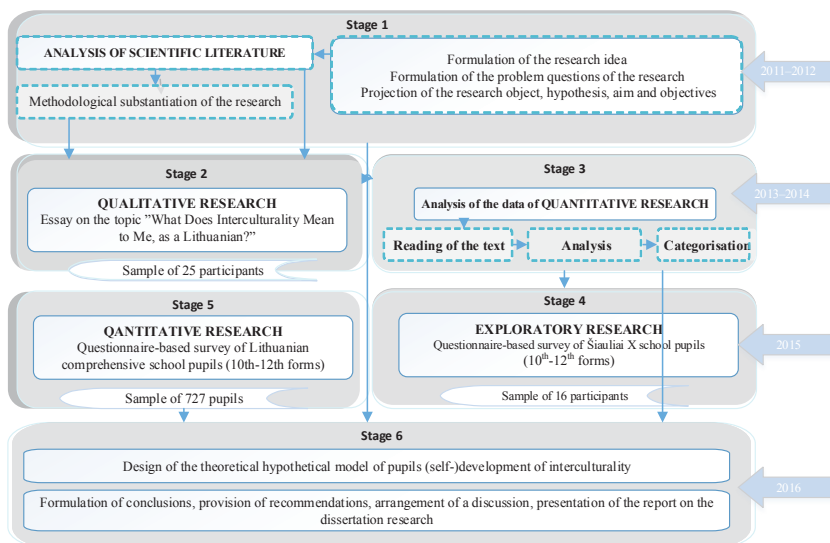 Stage 1
ANALYSIS OF SCIENTIFIC LITERATURE
Methodological substantiation of the research
Formulation of the research idea
Formulation of the problem questions of the research
Projection of the research object, hypothesis, aim and objectives
2011–2012
Stage 2
QUALITATIVE RESEARCH
Essay on the topic ”What Does Interculturality Mean
to Me, as a Lithuanian?”
Sample of 25 participants
Stage 3
Analysis of the data of QUANTITATIVE RESEARCH
Reading of the text
Analysis
Categorisation
2013–2014
Stage 5
QANTITATIVE RESEARCH
Questionnaire-based survey of Lithuanian
comprehensive school pupils (10th-12th forms)
Sample of 727 pupils
Stage 4
EXPLORATORY RESEARCH
Questionnaire-based survey of Šiauliai X school pupils
(10th-12th forms)
Sample of 16 participants
2015
Stage 6
Design of the theoretical hypothetical model of pupils (self-)development of interculturality
Formulation of conclusions, provision of recommendations, arrangement of a discussion, presentation of the report on the
dissertation research
2016